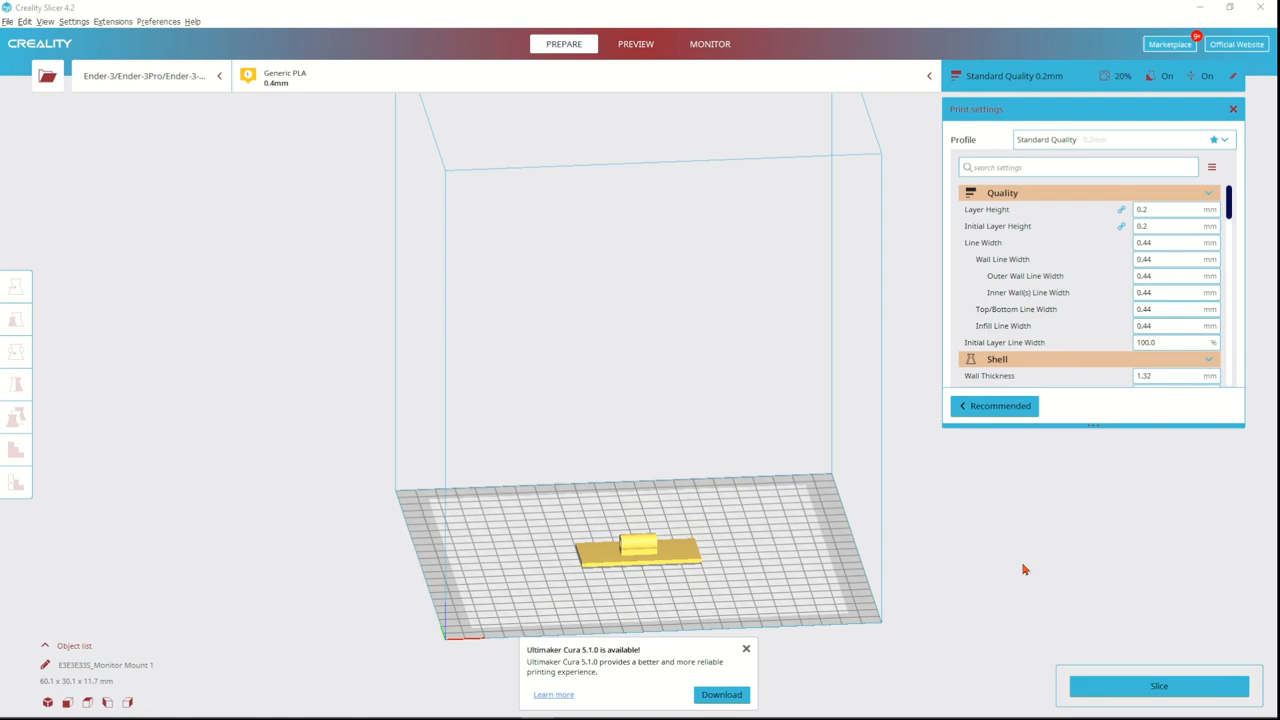 Creality Slicer 4.2
File Edit View Settings Extensions Preferences Help
CREALITY
PREPARE
PREVIEW
MONITOR
Marketplace
9+
Official Website
Ender-3/Ender-3Pro/Ender-3-...
1
Generic PLA
0.4mm
Standard Quality 0.2mm
20%
On
On
Print settings
Profile
Standard Quality - 0.2mm
search settings
Quality
Layer Height 0.2 mm
Initial Layer Height 0.2 mm
Line Width 0.44 mm
Wall Line Width 0.44 mm
Outer Wall Line Width 0.44 mm
Inner Wall(s) Line Width 0.44 mm
Top/Bottom Line Width 0.44 mm
Infill Line Width 0.44 mm
Initial Layer Line Width 100.0 %
Shell
Wall Thickness 1.32 mm
Recommended
Object list
E3E3E33S_Monitor Mount 1
60.1 x 30.1 x 11.7 mm
Ultimaker Cura 5.1.0 is available!
Ultimaker Cura 5.1.0 provides a better and more reliable
printing experience.
Learn more
Download
Slice